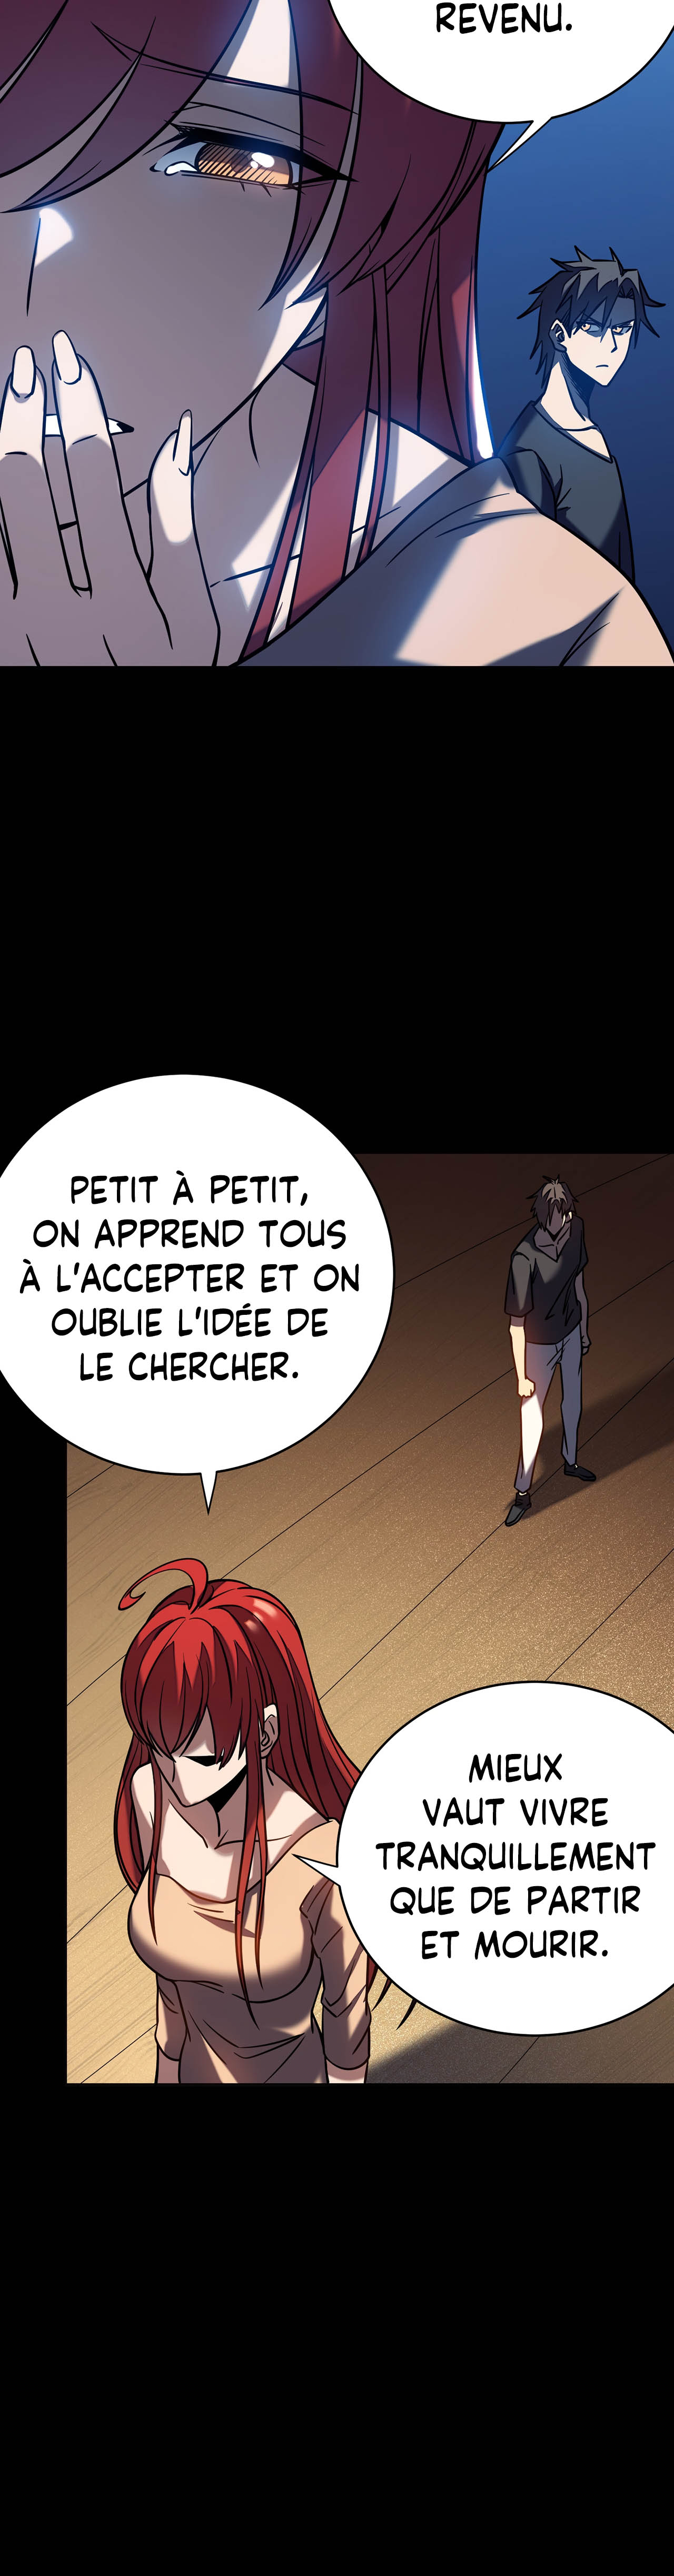 REVENU.
PETIT À PETIT,
ON APPREND TOUS
À L'ACCEPTER ET ON
OUBLIE L'IDÉE DE
LE CHERCHER.
MIEUX
VAUT VIVRE
TRANQUILLEMENT
QUE DE PARTIR
ET MOURIR.